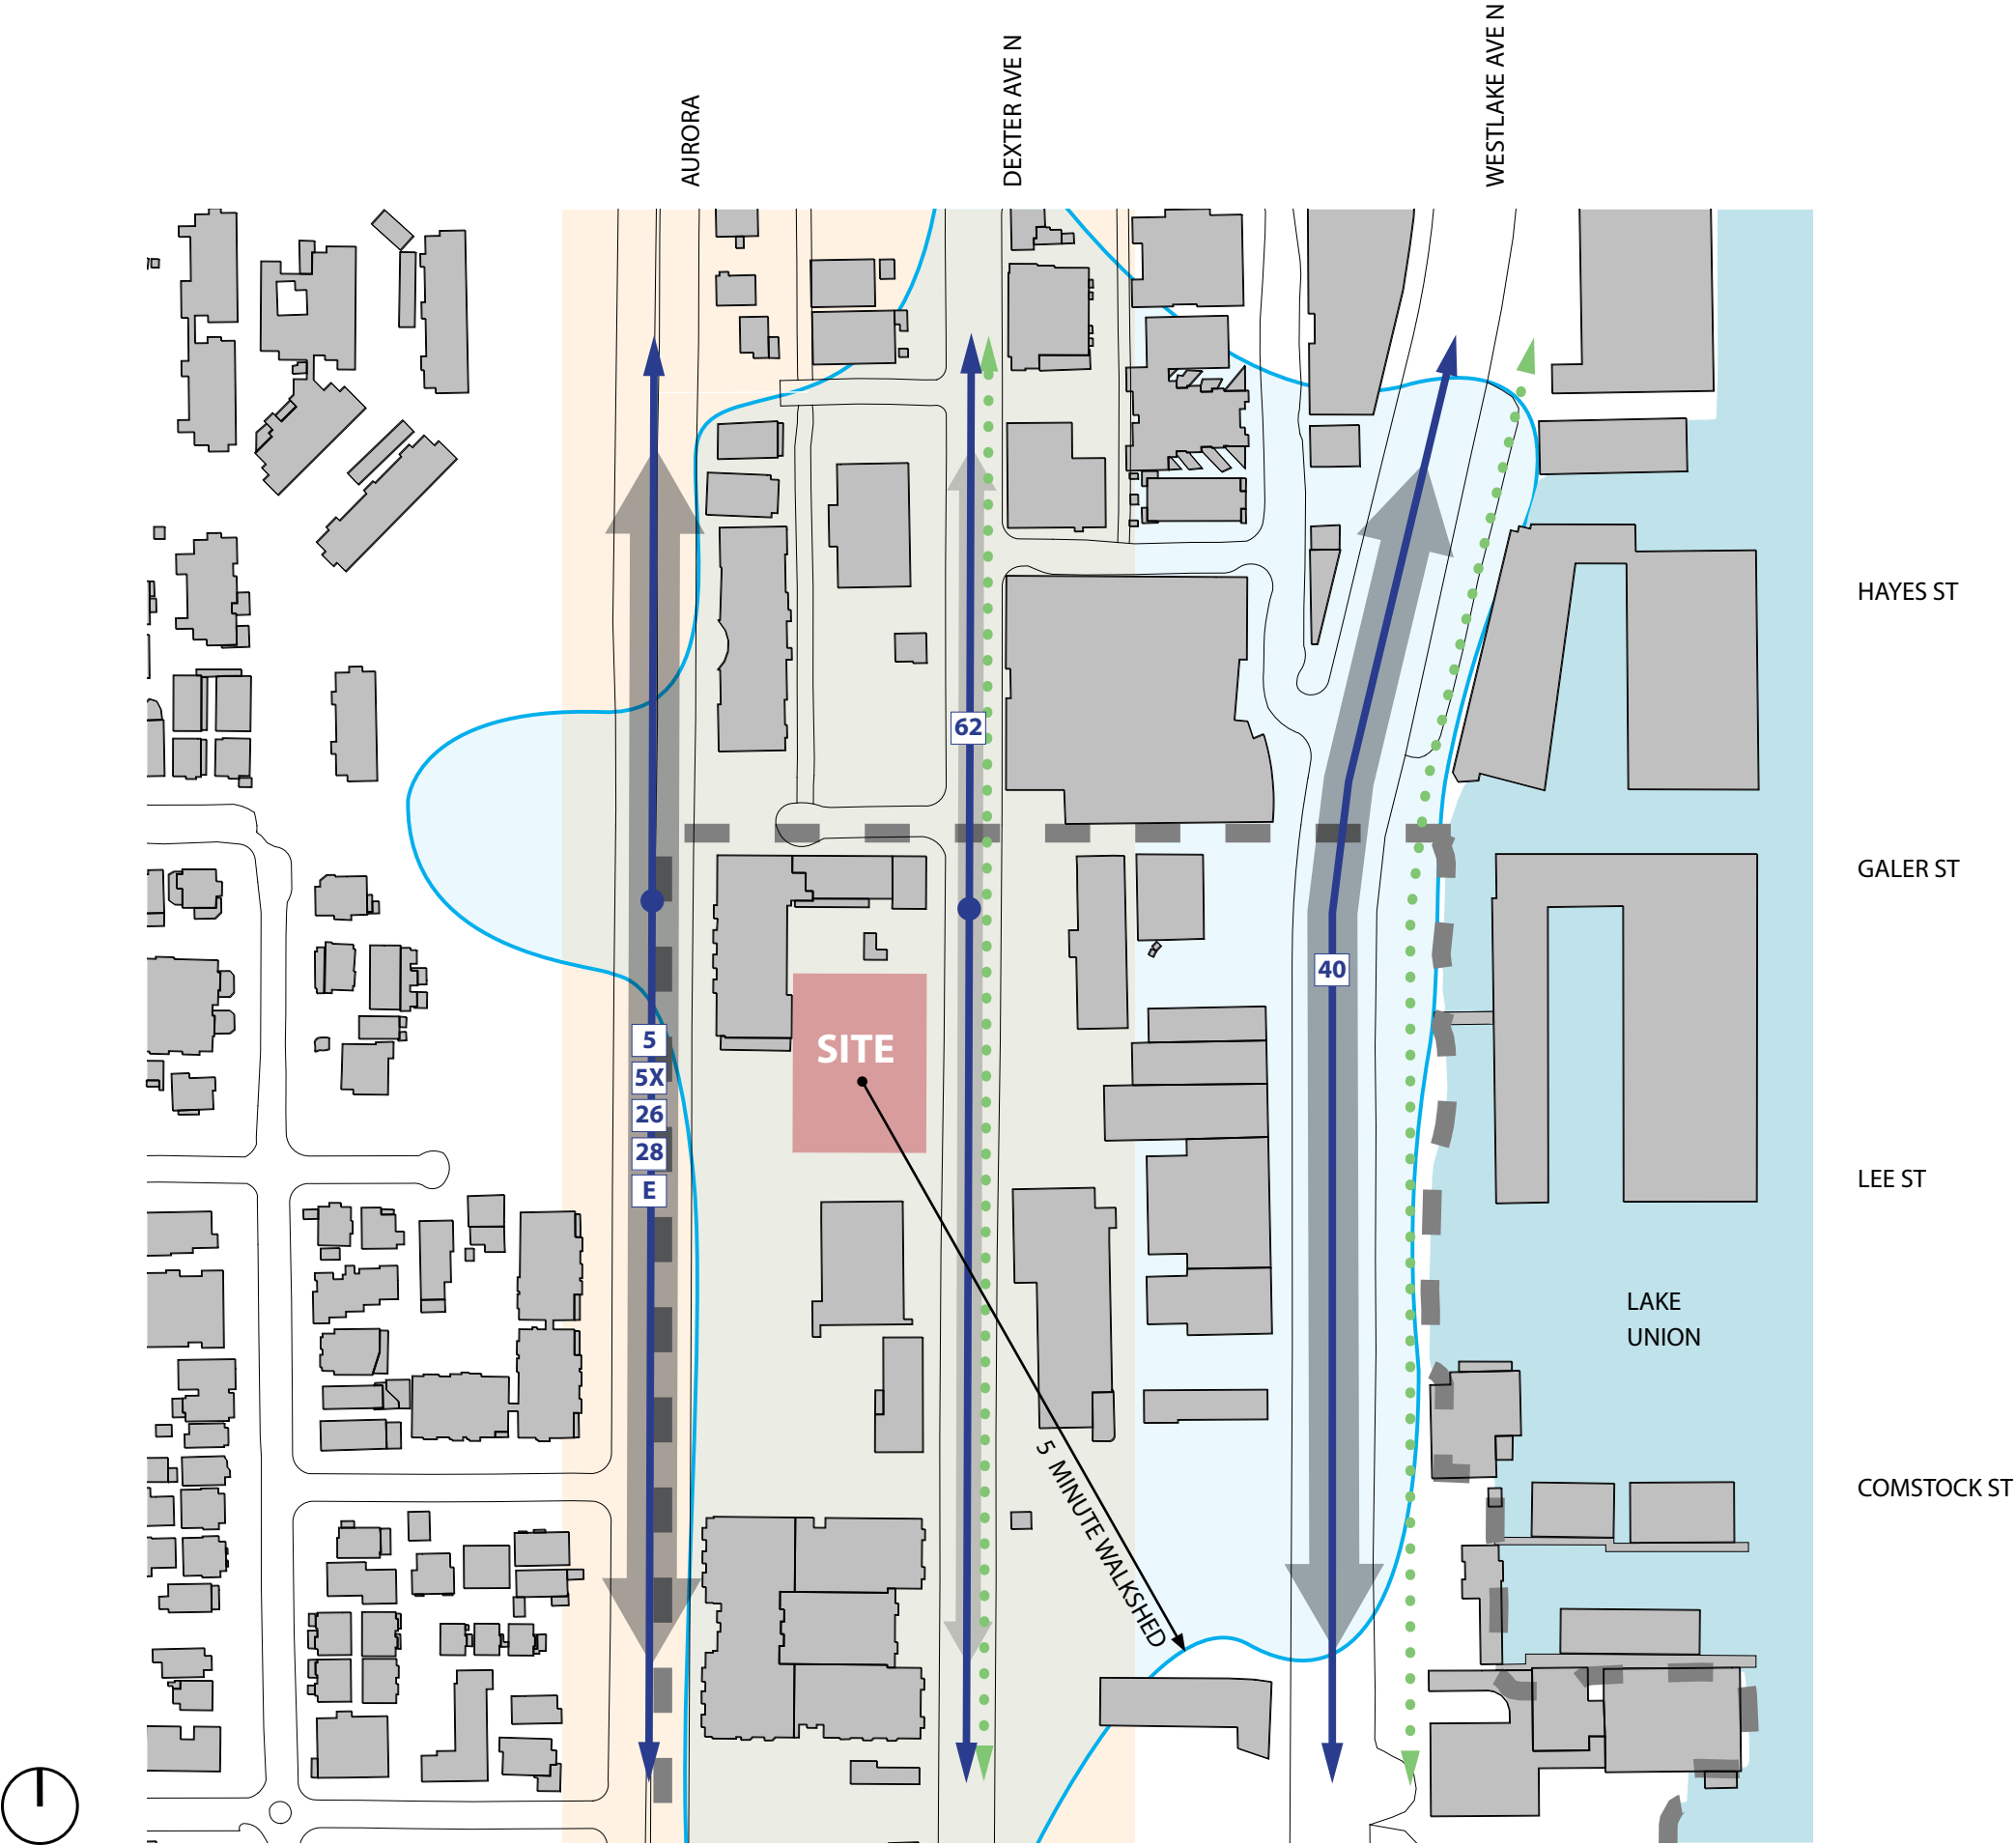 AURORA
DEXTER AVE N
WESTLAKE AVE N
HAYES ST
62
GALER ST
40
SITE
5
5X
26
28
E
LEE ST
LAKE
UNION
5 MINUTE WALKSHED
COMSTOCK ST